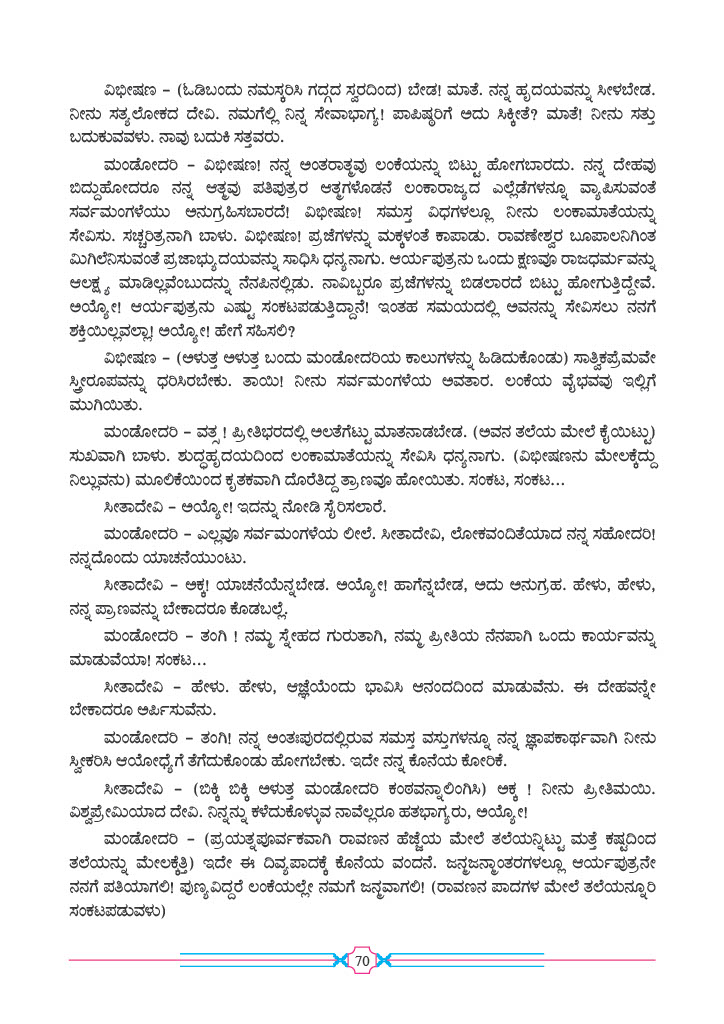 ವಿಭೀಷಣ – (ಓಡಿಬಂದು ನಮಸ್ಕರಿಸಿ ಗದ್ಗದ ಸ್ವರದಿಂದ) ಬೇಡ! ಮಾತೆ. ನನ್ನ ಹೃದಯವನ್ನು ಸೀಳಬೇಡ.
ನೀನು ಸತ್ಯಲೋಕದ ದೇವಿ. ನಮಗೆಲ್ಲಿ ನಿನ್ನ ಸೇವಾಭಾಗ್ಯ! ಪಾಪಿಷ್ಠರಿಗೆ ಅದು ಸಿಕ್ಕೀತೆ? ಮಾತೆ! ನೀನು ಸತ್ತು
ಬದುಕುವವಳು. ನಾವು ಬದುಕಿ ಸತ್ತವರು.
ಮಂಡೋದರಿ – ವಿಭೀಷಣ! ನನ್ನ ಅಂತರಾತ್ಮವು ಲಂಕೆಯನ್ನು ಬಿಟ್ಟು ಹೋಗಬಾರದು. ನನ್ನ ದೇಹವು
ಬಿದ್ದುಹೋದರೂ ನನ್ನ ಆತ್ಮವು ಪತಿಪುತ್ರರ ಆತ್ಮಗಳೊಡನೆ ಲಂಕಾರಾಜ್ಯದ ಎಲ್ಲೆಡೆಗಳನ್ನೂ ವ್ಯಾಪಿಸುವಂತೆ
ಸರ್ವಮಂಗಳೆಯು ಅನುಗ್ರಹಿಸಬಾರದೆ! ವಿಭೀಷಣ! ಸಮಸ್ತ ವಿಧಗಳಲ್ಲೂ ನೀನು ಲಂಕಾಮಾತೆಯನ್ನು
ಸೇವಿಸು. ಸಚ್ಚರಿತ್ರನಾಗಿ ಬಾಳು. ವಿಭೀಷಣ! ಪ್ರಜೆಗಳನ್ನು ಮಕ್ಕಳಂತೆ ಕಾಪಾಡು. ರಾವಣೇಶ್ವರ ಬೂಪಾಲನಿಗಿಂತ
ಮಿಗಿಲೆನಿಸುವಂತೆ ಪ್ರಜಾಭ್ಯುದಯವನ್ನು ಸಾಧಿಸಿ ಧನ್ಯನಾಗು. ಆರ್ಯಪುತ್ರನು ಒಂದು ಕ್ಷಣವೂ ರಾಜಧರ್ಮವನ್ನು
ಆಲಕ್ಷ್ಯ ಮಾಡಿಲ್ಲವೆಂಬುದನ್ನು ನೆನಪಿನಲ್ಲಿಡು. ನಾವಿಬ್ಬರೂ ಪ್ರಜೆಗಳನ್ನು ಬಿಡಲಾರದೆ ಬಿಟ್ಟು ಹೋಗುತ್ತಿದ್ದೇವೆ.
ಅಯ್ಯೋ! ಆರ್ಯಪುತ್ರನು ಎಷ್ಟು ಸಂಕಟಪಡುತ್ತಿದ್ದಾನೆ! ಇಂತಹ ಸಮಯದಲ್ಲಿ ಅವನನ್ನು ಸೇವಿಸಲು ನನಗೆ
ಶಕ್ತಿಯಿಲ್ಲವಲ್ಲಾ! ಅಯ್ಯೋ! ಹೇಗೆ ಸಹಿಸಲಿ?
ವಿಭೀಷಣ – (ಅಳುತ್ತ ಅಳುತ್ತ ಬಂದು ಮಂಡೋದರಿಯ ಕಾಲುಗಳನ್ನು ಹಿಡಿದುಕೊಂಡು) ಸಾತ್ವಿಕಪ್ರೆಮವೇ
ಸ್ತ್ರೀರೂಪವನ್ನು ಧರಿಸಿರಬೇಕು. ತಾಯಿ! ನೀನು ಸರ್ವಮಂಗಳೆಯ ಅವತಾರ. ಲಂಕೆಯ ವೈಭವವು ಇಲ್ಲಿಗೆ
ಮುಗಿಯಿತು.
ಮಂಡೋದರಿ – ವತ್ಸ! ಪ್ರೀತಿಭರದಲ್ಲಿ ಅಲತೆಗೆಟ್ಟು ಮಾತನಾಡಬೇಡ. (ಅವನ ತಲೆಯ ಮೇಲೆ ಕೈಯಿಟ್ಟು)
ಸುಖವಾಗಿ ಬಾಳು. ಶುದ್ಧಹೃದಯದಿಂದ ಲಂಕಾಮಾತೆಯನ್ನು ಸೇವಿಸಿ ಧನ್ಯನಾಗು. (ವಿಭೀಷಣನು ಮೇಲಕ್ಕೆದ್ದು
ನಿಲ್ಲುವನು) ಮೂಲಿಕೆಯಿಂದ ಕೃತಕವಾಗಿ ದೊರೆತಿದ್ದ ತ್ರಾಣವೂ ಹೋಯಿತು. ಸಂಕಟ, ಸಂಕಟ...
ಸೀತಾದೇವಿ – ಅಯ್ಯೋ! ಇದನ್ನು ನೋಡಿ ಸೈರಿಸಲಾರೆ.
ಮಂಡೋದರಿ – ಎಲ್ಲವೂ ಸರ್ವಮಂಗಳೆಯ ಲೀಲೆ. ಸೀತಾದೇವಿ, ಲೋಕವಂದಿತೆಯಾದ ನನ್ನ ಸಹೋದರಿ!
ನನ್ನದೊಂದು ಯಾಚನೆಯುಂಟು.
ಸೀತಾದೇವಿ – ಅಕ್ಕ! ಯಾಚನೆಯೆನ್ನಬೇಡ. ಅಯ್ಯೋ! ಹಾಗೆನ್ನಬೇಡ, ಅದು ಅನುಗ್ರಹ. ಹೇಳು, ಹೇಳು,
ನನ್ನ ಪ್ರಾಣವನ್ನು ಬೇಕಾದರೂ ಕೊಡಬಲ್ಲೆ.
ಮಂಡೋದರಿ – ತಂಗಿ ! ನಮ್ಮ ಸ್ನೇಹದ ಗುರುತಾಗಿ, ನಮ್ಮ ಪ್ರೀತಿಯ ನೆನಪಾಗಿ ಒಂದು ಕಾರ್ಯವನ್ನು
ಮಾಡುವೆಯಾ! ಸಂಕಟ...
ಸೀತಾದೇವಿ – ಹೇಳು. ಹೇಳು, ಆಜ್ಞೆಯೆಂದು ಭಾವಿಸಿ ಆನಂದದಿಂದ ಮಾಡುವೆನು. ಈ ದೇಹವನ್ನೇ
ಬೇಕಾದರೂ ಅರ್ಪಿಸುವೆನು.
ಮಂಡೋದರಿ – ತಂಗಿ! ನನ್ನ ಅಂತಃಪುರದಲ್ಲಿರುವ ಸಮಸ್ತ ವಸ್ತುಗಳನ್ನೂ ನನ್ನ ಜ್ಞಾಪಕಾರ್ಥವಾಗಿ ನೀನು
ಸ್ವೀಕರಿಸಿ ಆಯೋಧ್ಯೆಗೆ ತೆಗೆದುಕೊಂಡು ಹೋಗಬೇಕು. ಇದೇ ನನ್ನ ಕೊನೆಯ ಕೋರಿಕೆ.
ಸೀತಾದೇವಿ – (ಬಿಕ್ಕಿ ಬಿಕ್ಕಿ ಅಳುತ್ತ ಮಂಡೋದರಿ ಕಂಠವನ್ನಾಲಿಂಗಿಸಿ) ಅಕ್ಕ ! ನೀನು ಪ್ರೀತಿಮಯಿ.
ವಿಶ್ವಪ್ರೇಮಿಯಾದ ದೇವಿ. ನಿನ್ನನ್ನು ಕಳೆದುಕೊಳ್ಳುವ ನಾವೆಲ್ಲರೂ ಹತಭಾಗ್ಯರು, ಅಯ್ಯೋ!
ಮಂಡೋದರಿ – (ಪ್ರಯತ್ನಪೂರ್ವಕವಾಗಿ ರಾವಣನ ಹೆಜ್ಜೆಯ ಮೇಲೆ ತಲೆಯನ್ನಿಟ್ಟು ಮತ್ತೆ ಕಷ್ಟದಿಂದ
ತಲೆಯನ್ನು ಮೇಲಕ್ಕೆತ್ತಿ) ಇದೇ ಈ ದಿವ್ಯಪಾದಕ್ಕೆ ಕೊನೆಯ ವಂದನೆ. ಜನ್ಮಜನ್ಮಾಂತರಗಳಲ್ಲೂ ಆರ್ಯಪುತ್ರನೇ
ನನಗೆ ಪತಿಯಾಗಲಿ! ಪುಣ್ಯವಿದ್ದರೆ ಲಂಕೆಯಲ್ಲೇ ನಮಗೆ ಜನ್ಮವಾಗಲಿ! (ರಾವಣನ ಪಾದಗಳ ಮೇಲೆ ತಲೆಯನ್ನೂರಿ
ಸಂಕಟಪಡುವಳು)
70